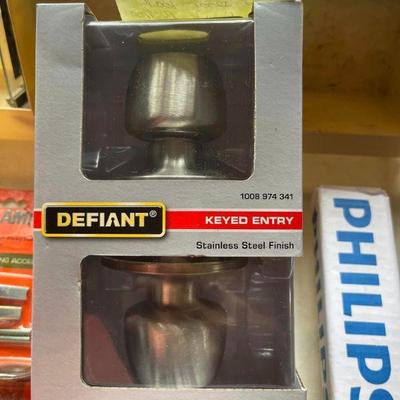 1008 974 341
DEFIANT®
KEYED ENTRY
Stainless Steel Finish
PHILIPS